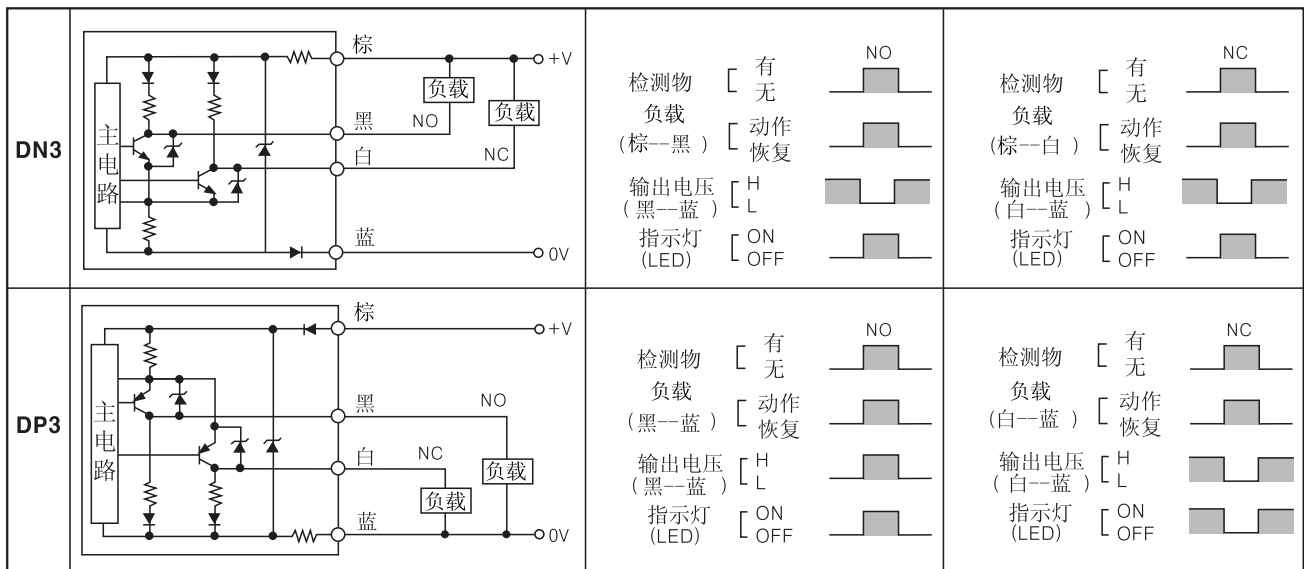 DN3
主电路
棕
+V
负载
负载
黑
NO
白
NC
蓝
0V
NO
检测物
有
无
负载
(棕--黑 )
动作
恢复
输出电压
( 黑--蓝 )
H
L
指示灯
(LED)
ON
OFF
NC
检测物
有
无
负载
(棕--白 )
动作
恢复
输出电压
( 白--蓝 )
H
L
指示灯
(LED)
ON
OFF
DP3
主电路
棕
+V
黑
NO
白
NC
负载
负载
蓝
0V
NO
检测物
有
无
负载
(黑--蓝 )
动作
恢复
输出电压
( 黑--蓝 )
H
L
指示灯
(LED)
ON
OFF
NC
检测物
有
无
负载
(白--蓝 )
动作
恢复
输出电压
( 白--蓝 )
H
L
指示灯
(LED)
ON
OFF